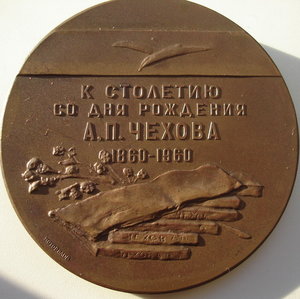 К СТОЛЕТИЮ
СО ДНЯ РОЖДЕНИЯ
А.П. ЧЕХОВА
1860-1960